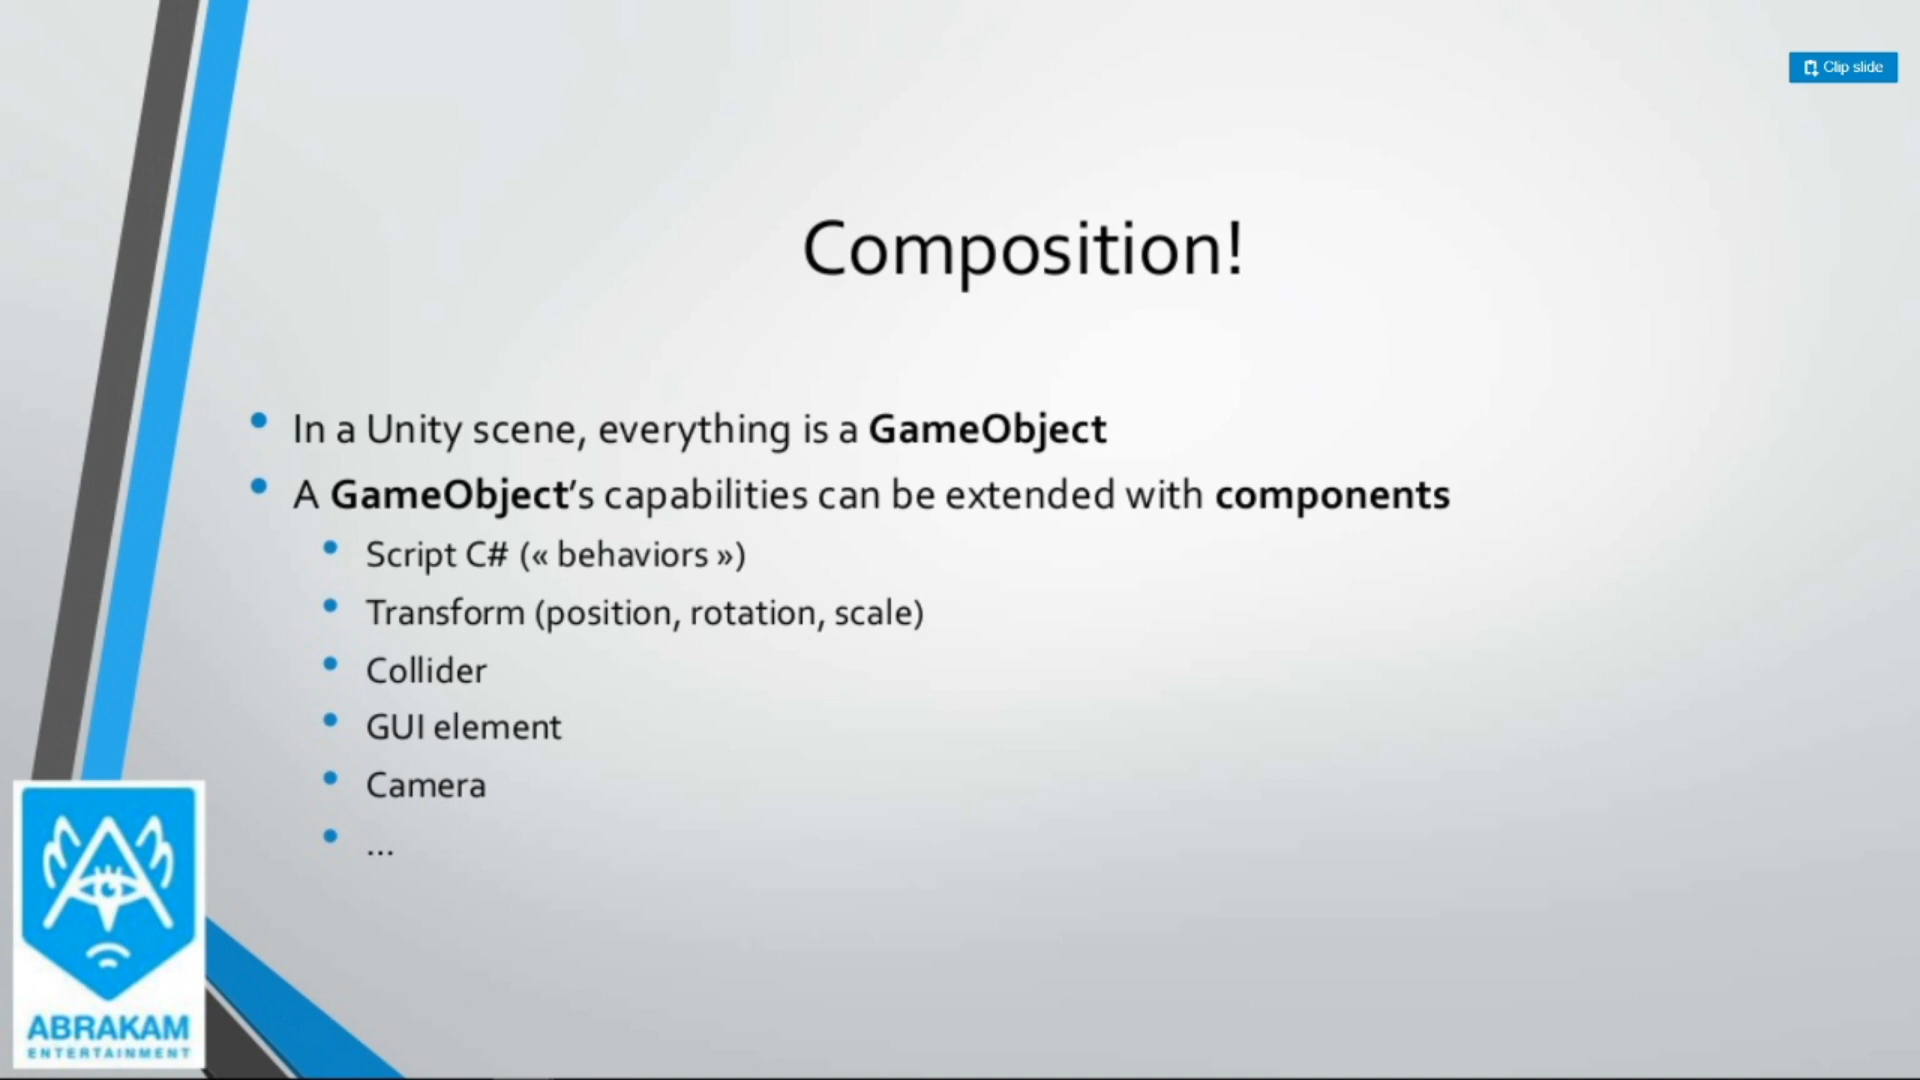 Clip slide
Composition!
• In a Unity scene, everything is a GameObject
• A GameObject’s capabilities can be extended with components
• Script C# (« behaviors »)
• Transform (position, rotation, scale)
• Collider
• GUI element
• Camera
• ...
ABRAKAM
ENTERTAINMENT